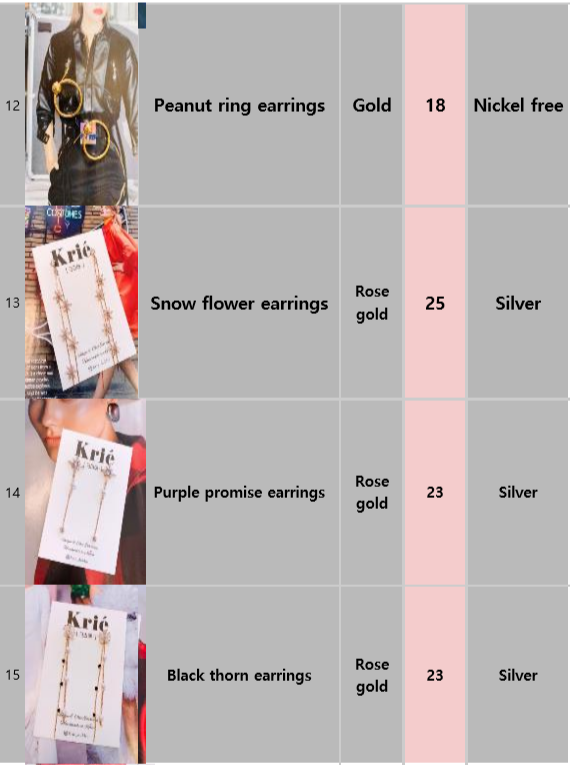 12
Peanut ring earrings
Gold
18
Nickel free
COSTUMES
Krié
13
Snow flower earrings
Rose
gold
25
Silver
Krié
14
Purple promise earrings
Rose
gold
23
Silver
Krié
15
Black thorn earrings
Rose
gold
23
Silver